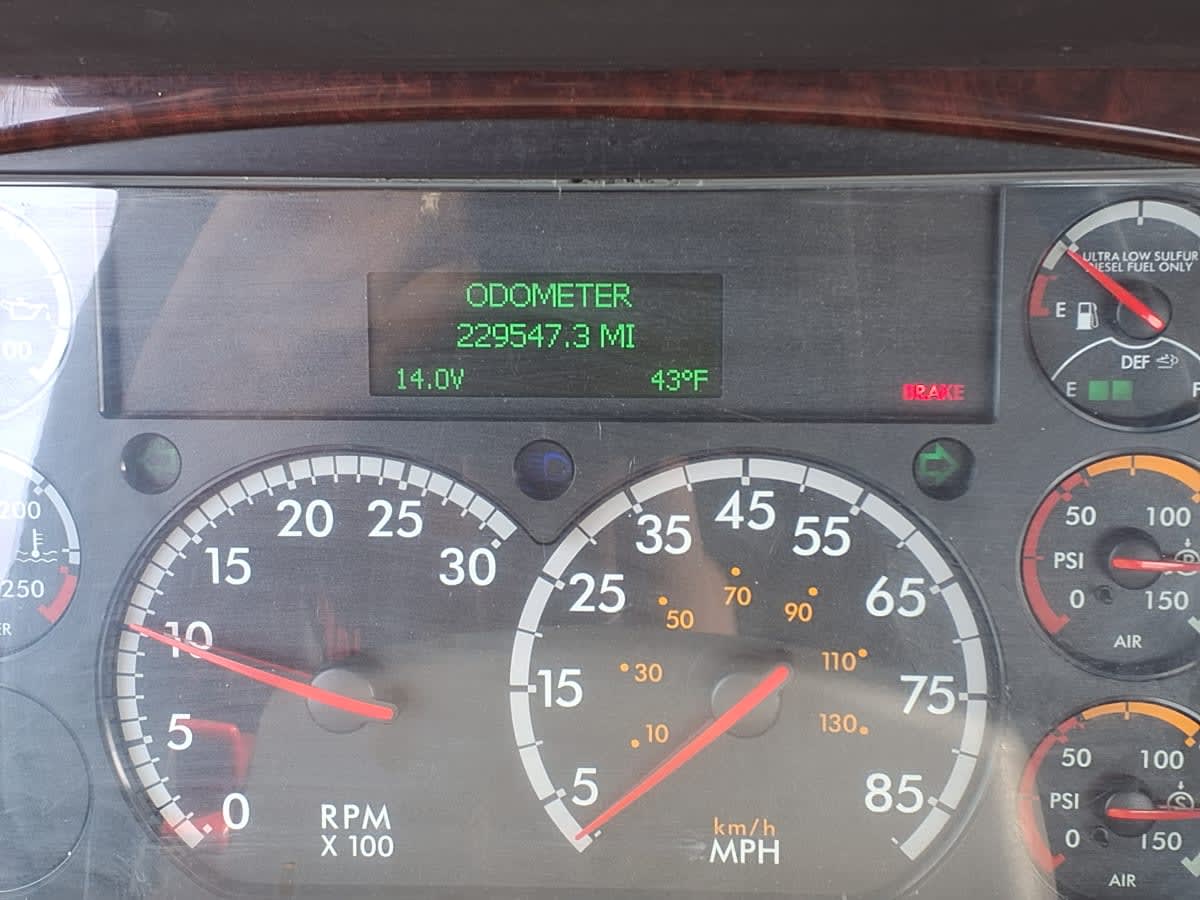 ODOMETER
229547.3 MI
14.0V
43°F
BRAKE
ULTRA LOW SULFUR
DIESEL FUEL ONLY
E
DEF
E
F
00
200
250
ER
0
5
10
15
20
25
30
RPM
X 100
5
15
25
35
45
55
65
75
85
10
30
50
70
90
110
130
km/h
MPH
50
100
PSI
P
0
150
AIR
50
100
PSI
S
0
150
AIR